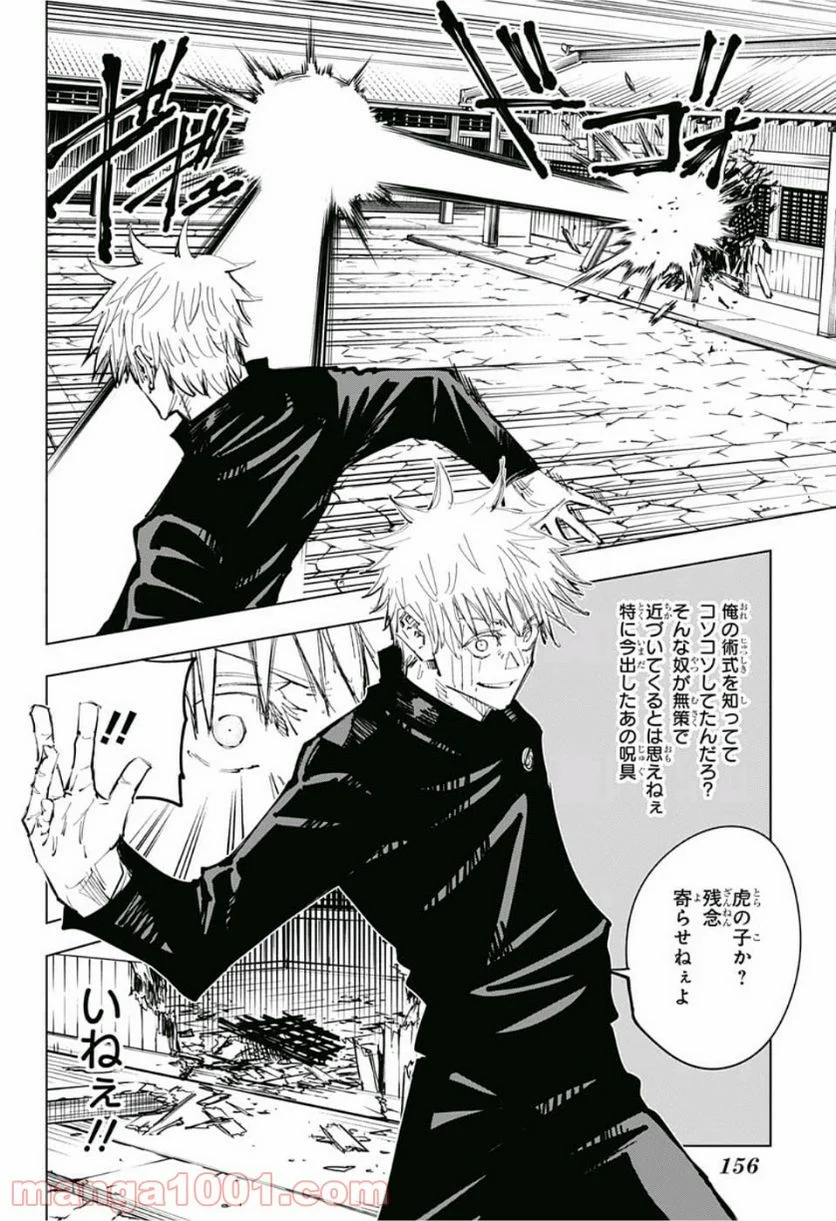 ドゴォ
ギギギュ
俺の術式を知ってて
コソコソしてたんだろ?
そんな奴が無策で
近づいてくるとは思えねぇ
特に今出したあの呪具
虎の子か?
残念
寄らせねぇよ
!!
いねぇ!!
156
manga1001.com